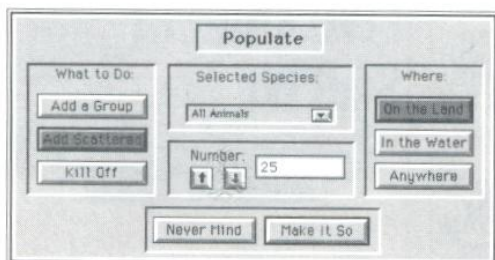 Populate
What to Do:
Add a Group
Add Scattered
Kill Off
Selected Species:
All Animals
Number:
25
Where:
On the Land
In the Water
Anywhere
Never Mind
Make it So